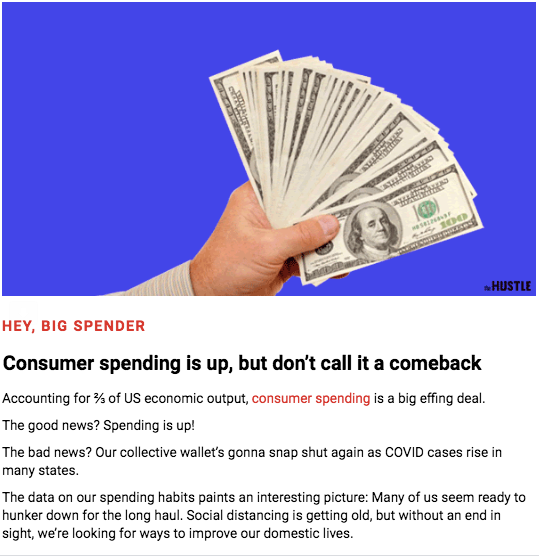 100
THE HUSTLE
HEY, BIG SPENDER
Consumer spending is up, but don’t call it a comeback
Accounting for ⅔ of US economic output, consumer spending is a big effing deal.
The good news? Spending is up!
The bad news? Our collective wallet’s gonna snap shut again as COVID cases rise in
many states.
The data on our spending habits paints an interesting picture: Many of us seem ready to
hunker down for the long haul. Social distancing is getting old, but without an end in
sight, we’re looking for ways to improve our domestic lives.